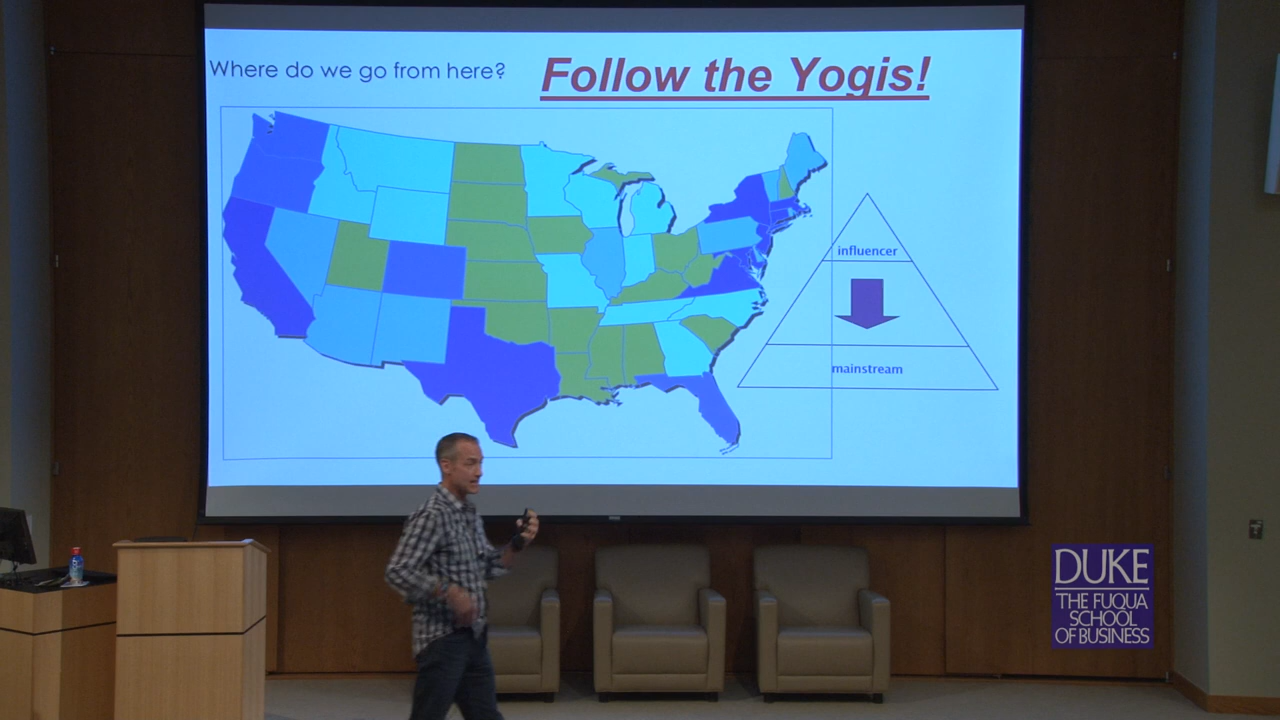 Where do we go from here?
Follow the Yogis!
influencer
mainstream
DUKE
THE FUQUA
SCHOOL
OF BUSINESS